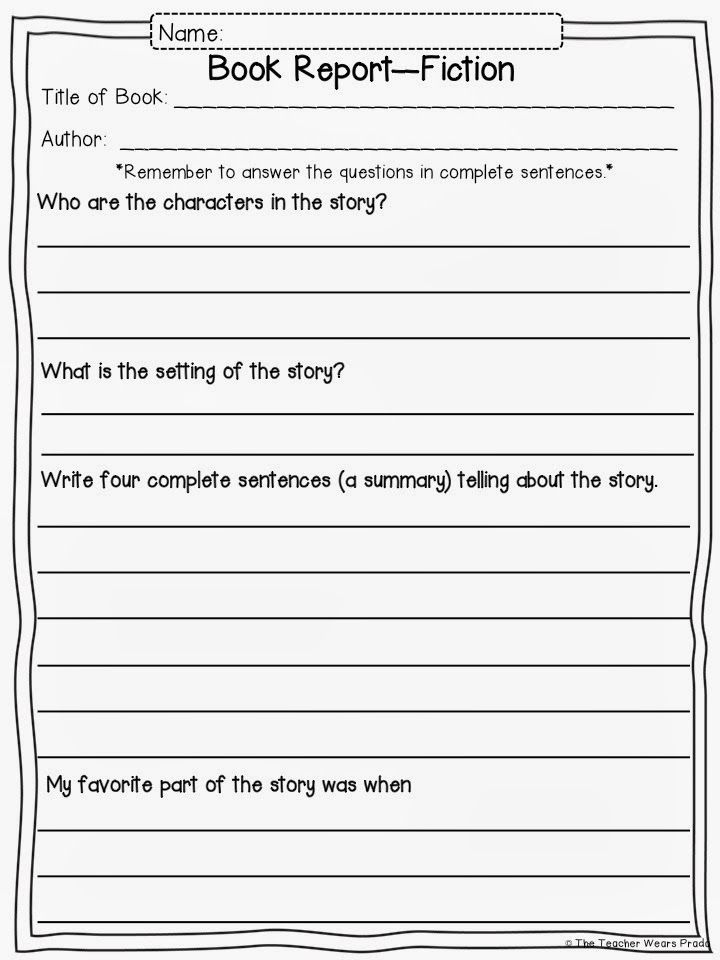 Name:
Book Report—Fiction
Title of Book: ___________________________________
Author: _______________________________________
*Remember to answer the questions in complete sentences.*
Who are the characters in the story?
What is the setting of the story?
Write four complete sentences (a summary) telling about the story.
My favorite part of the story was when
© The Teacher Wears Prada